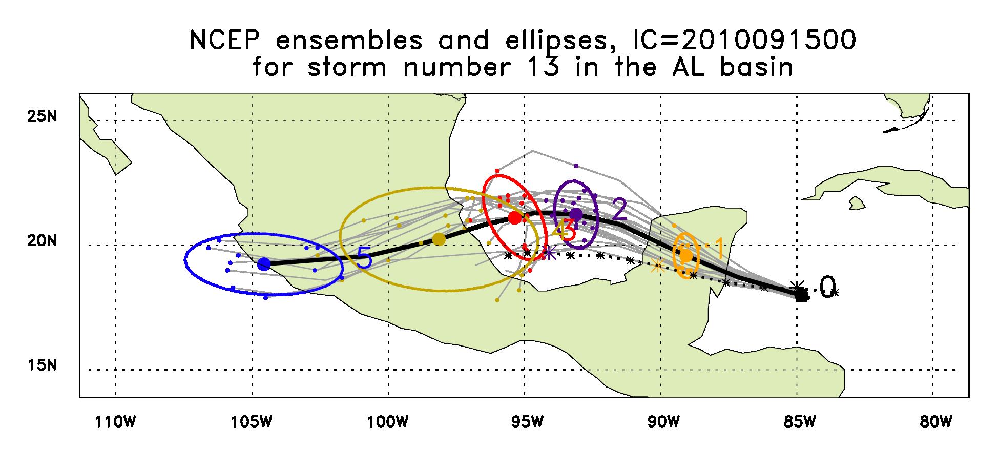 NCEP ensembles and ellipses, IC=2010091500
for storm number 13 in the AL basin
25N
20N
15N
5
4
3
2
1
0
110W 105W 100W 95W 90W 85W 80W